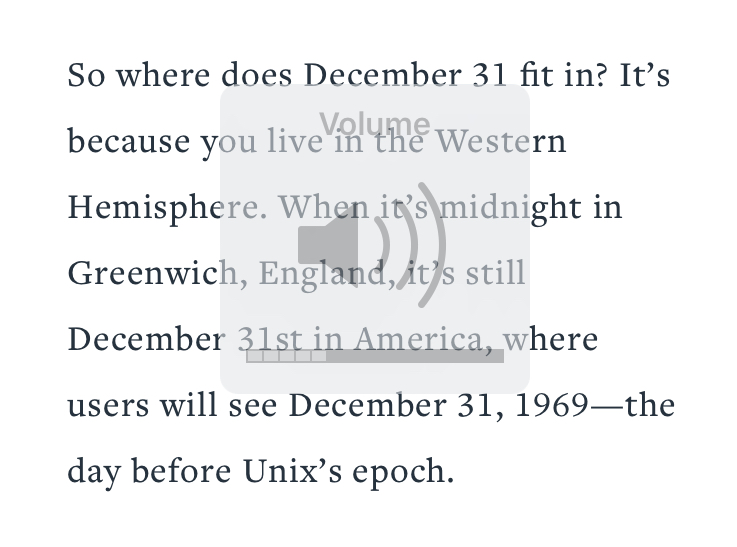 So where does December 31 fit in? It’s
Volume
because you live in the Western
Hemisphere. When it’s midnight in
Greenwich, England, it’s still
December 31st in America, where
users will see December 31, 1969—the
day before Unix’s epoch.